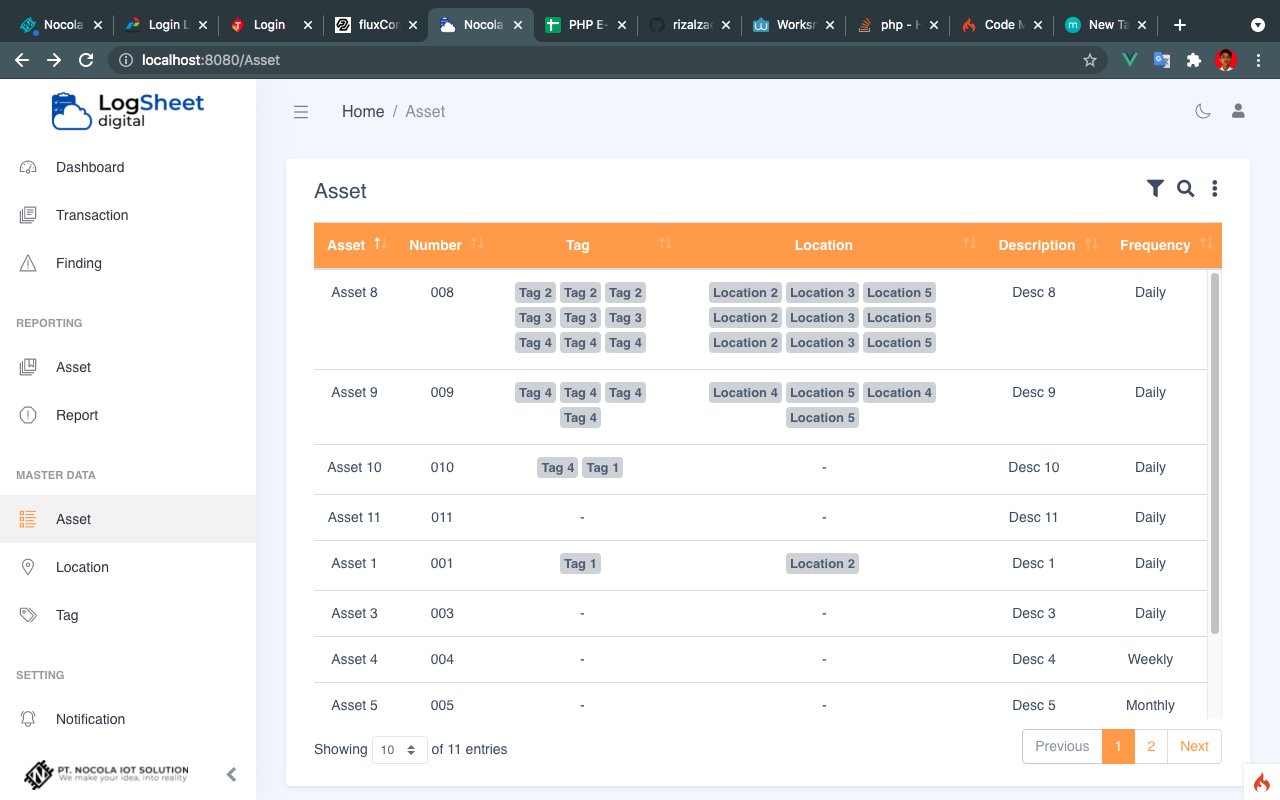 Nocola
Login L
Login
fluxCor
Nocola
PHP E-
rizalzae
Worksr
php - H
Code M
New Ta
localhost:8080/Asset
LogSheet
digital
Home / Asset
Dashboard
Transaction
Finding
REPORTING
Asset
Report
MASTER DATA
Asset
Location
Tag
SETTING
Notification
PT. NOCOLA IOT SOLUTION
We make your idea, into reality
Asset
Asset Number Tag Location Description Frequency
Asset 8 008 Tag 2 Tag 2 Tag 2 Location 2 Location 3 Location 5 Desc 8 Daily
Tag 3 Tag 3 Tag 3 Location 2 Location 3 Location 5
Tag 4 Tag 4 Tag 4 Location 2 Location 3 Location 5
Asset 9 009 Tag 4 Tag 4 Tag 4 Location 4 Location 5 Location 4 Desc 9 Daily
Tag 4 Location 5
Asset 10 010 Tag 4 Tag 1 - Desc 10 Daily
Asset 11 011 - - Desc 11 Daily
Asset 1 001 Tag 1 Location 2 Desc 1 Daily
Asset 3 003 - - Desc 3 Daily
Asset 4 004 - - Desc 4 Weekly
Asset 5 005 - - Desc 5 Monthly
Showing 10 of 11 entries
Previous 1 2 Next